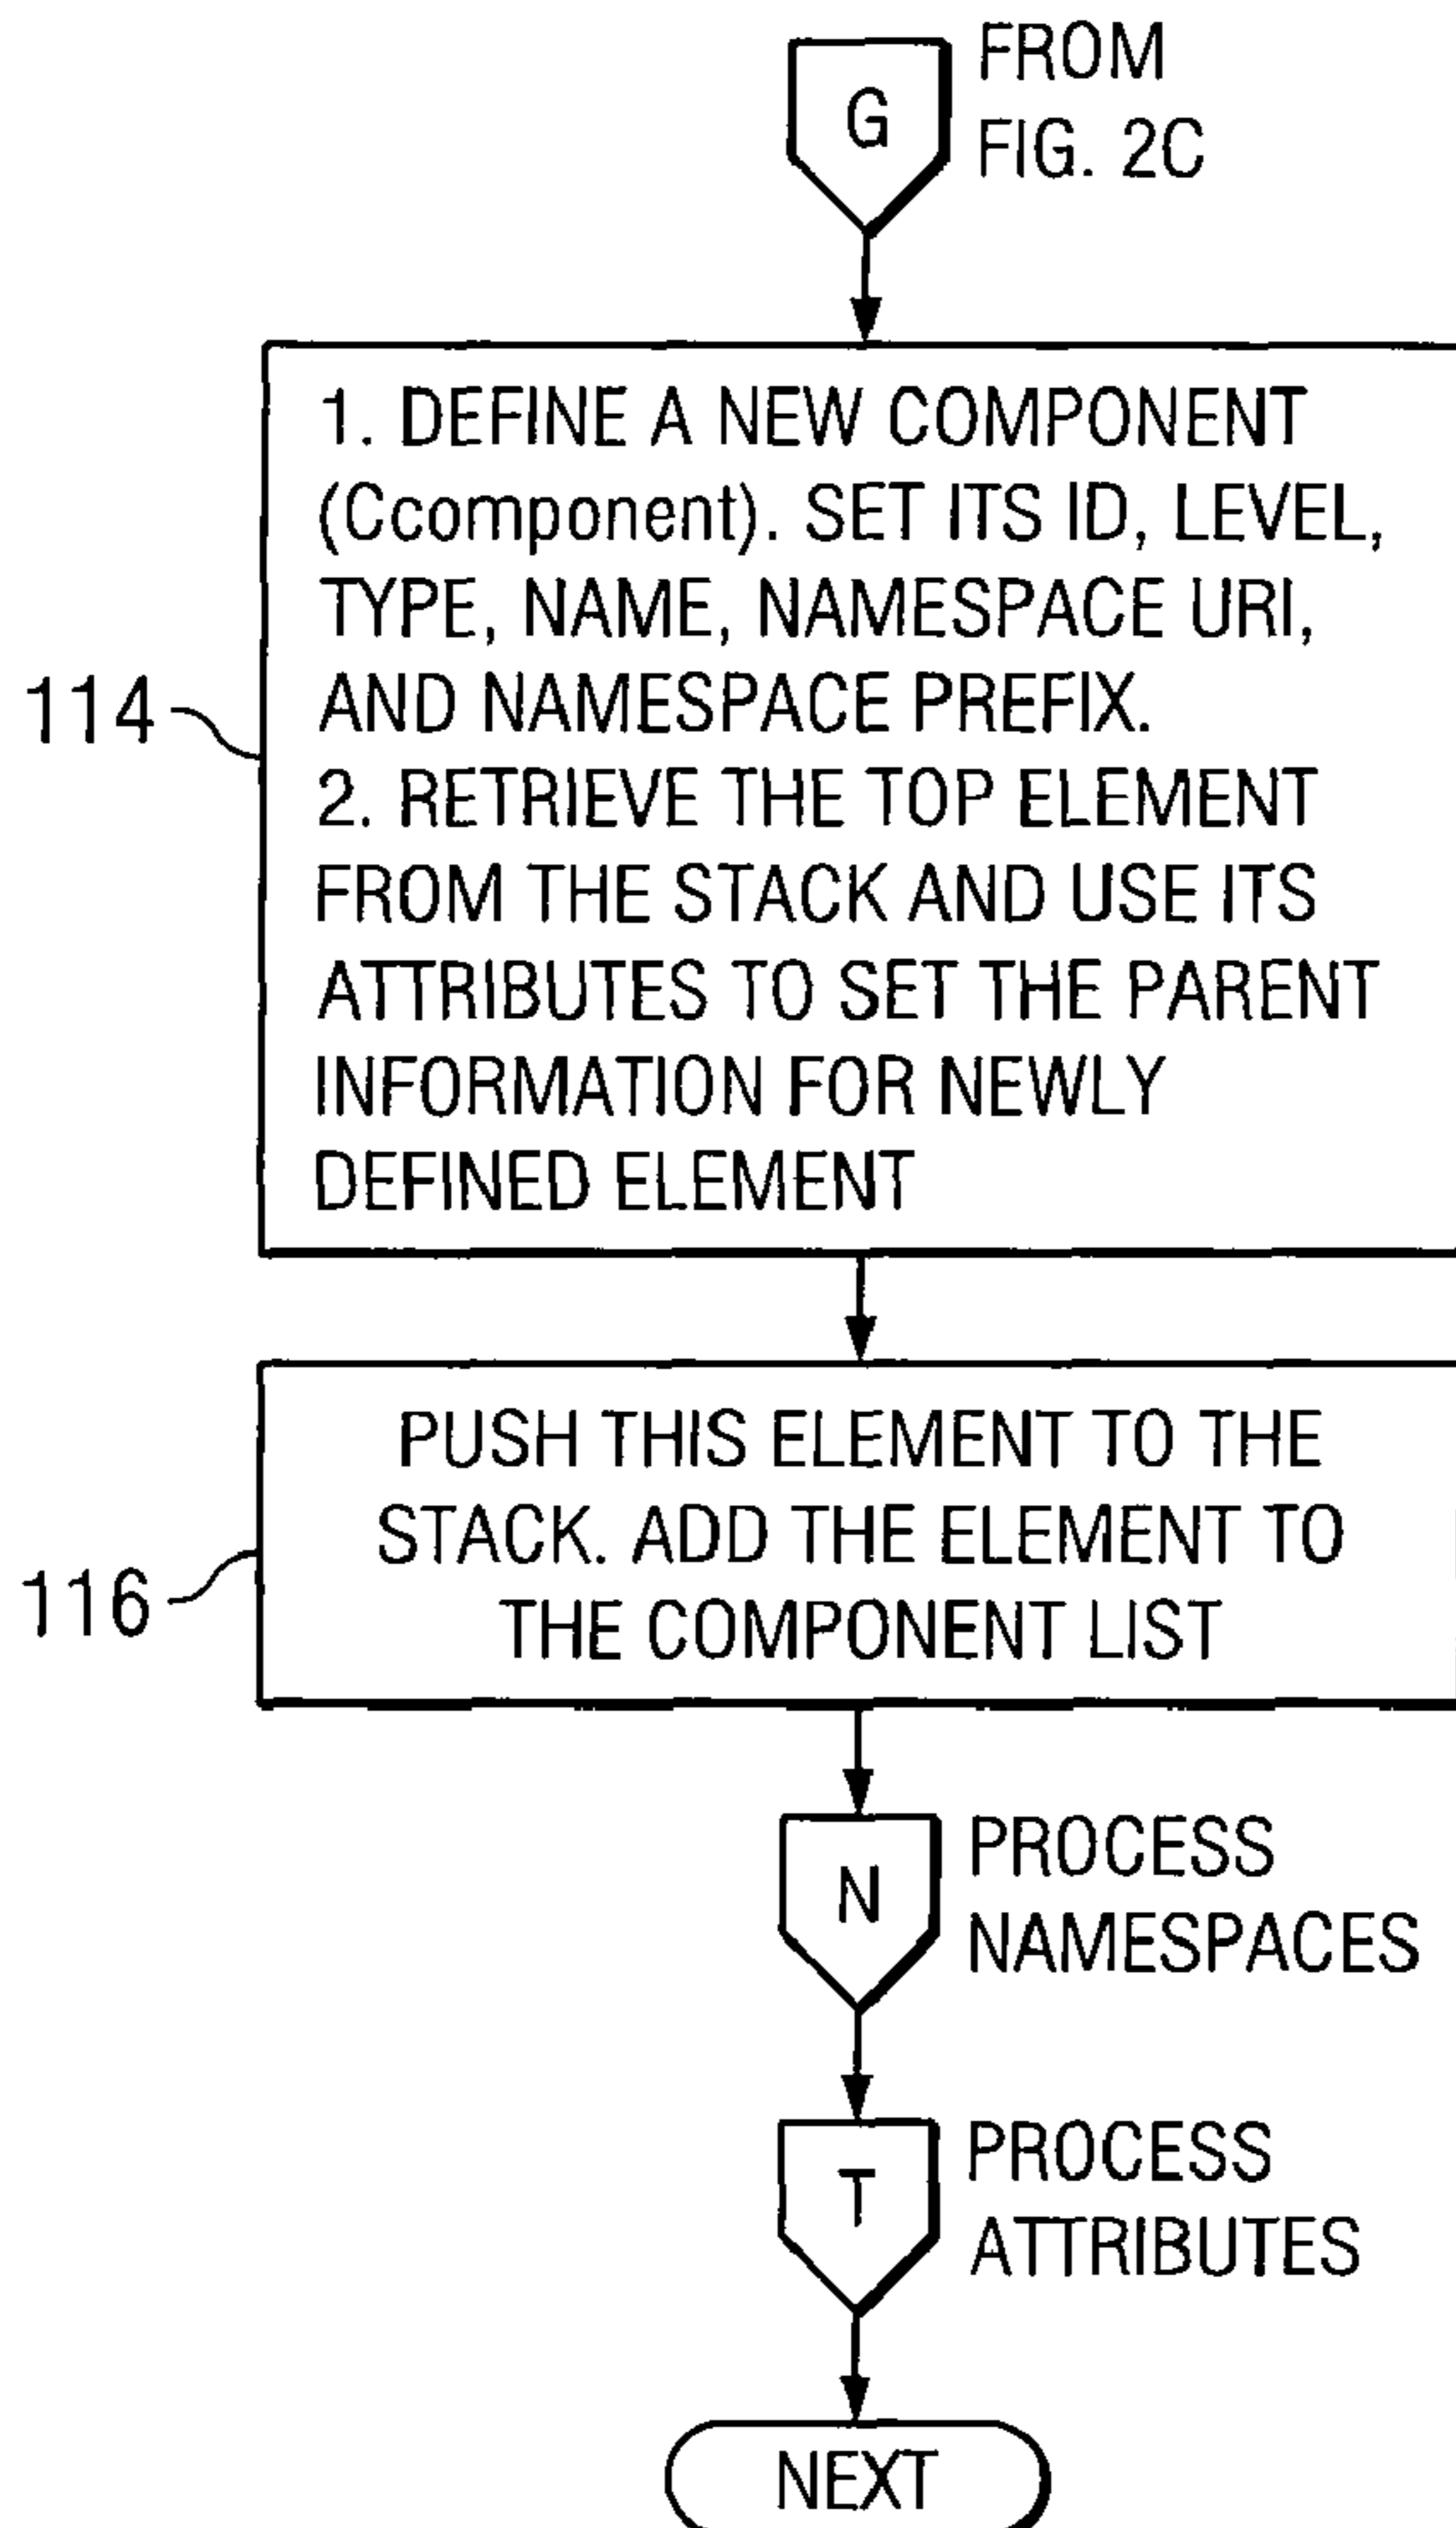 G
FROM
FIG. 2C
1. DEFINE A NEW COMPONENT
(Ccomponent). SET ITS ID, LEVEL,
TYPE, NAME, NAMESPACE URI,
AND NAMESPACE PREFIX.
2. RETRIEVE THE TOP ELEMENT
FROM THE STACK AND USE ITS
ATTRIBUTES TO SET THE PARENT
INFORMATION FOR NEWLY
DEFINED ELEMENT
114
PUSH THIS ELEMENT TO THE
STACK. ADD THE ELEMENT TO
THE COMPONENT LIST
116
N
PROCESS
NAMESPACES
T
PROCESS
ATTRIBUTES
NEXT